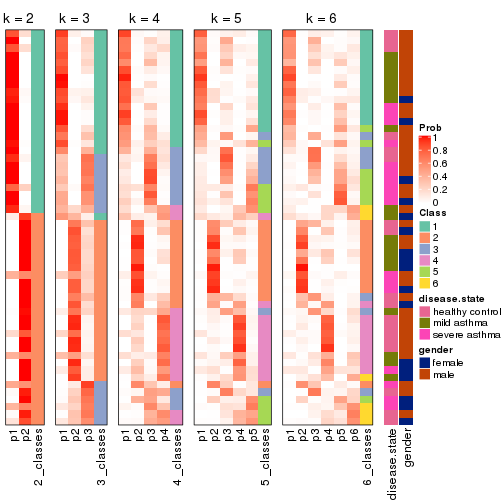 k = 2 k = 3 k = 4 k = 5 k = 6
Prob
1
0.8
0.6
0.4
0.2
0
Class
1
2
3
4
5
6
disease.state
healthy control
mild asthma
severe asthma
gender
female
male
p1 p2 2_classes p1 p2 p3 3_classes p1 p2 p3 p4 4_classes p1 p2 p3 p4 p5 5_classes p1 p2 p3 p4 p5 p6 6_classes disease.state gender